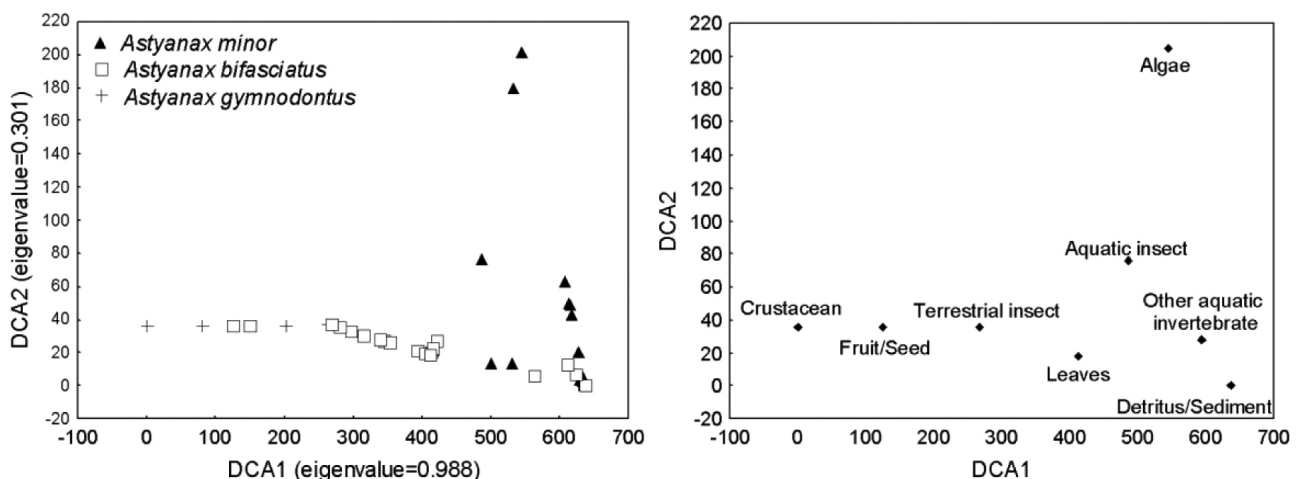 220
200
180
160
140
120
100
80
60
40
20
0
-20
DCA2 (eigenvalue=0.301)
Astyanax minor
Astyanax bifasciatus
Astyanax gymnodontus
-100 0 100 200 300 400 500 600 700
DCA1 (eigenvalue=0.988)
220
200
180
160
140
120
100
80
60
40
20
0
-20
DCA2
Algae
Aquatic insect
Crustacean
Terrestrial insect
Other aquatic
invertebrate
Fruit/Seed
Leaves
Detritus/Sediment
-100 0 100 200 300 400 500 600 700
DCA1